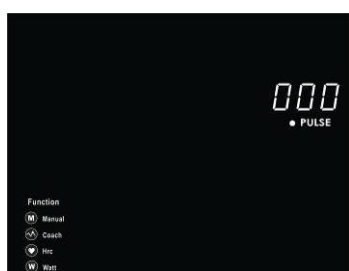 000
PULSE
Function
M Manual
Coach
Hrc
W Watt